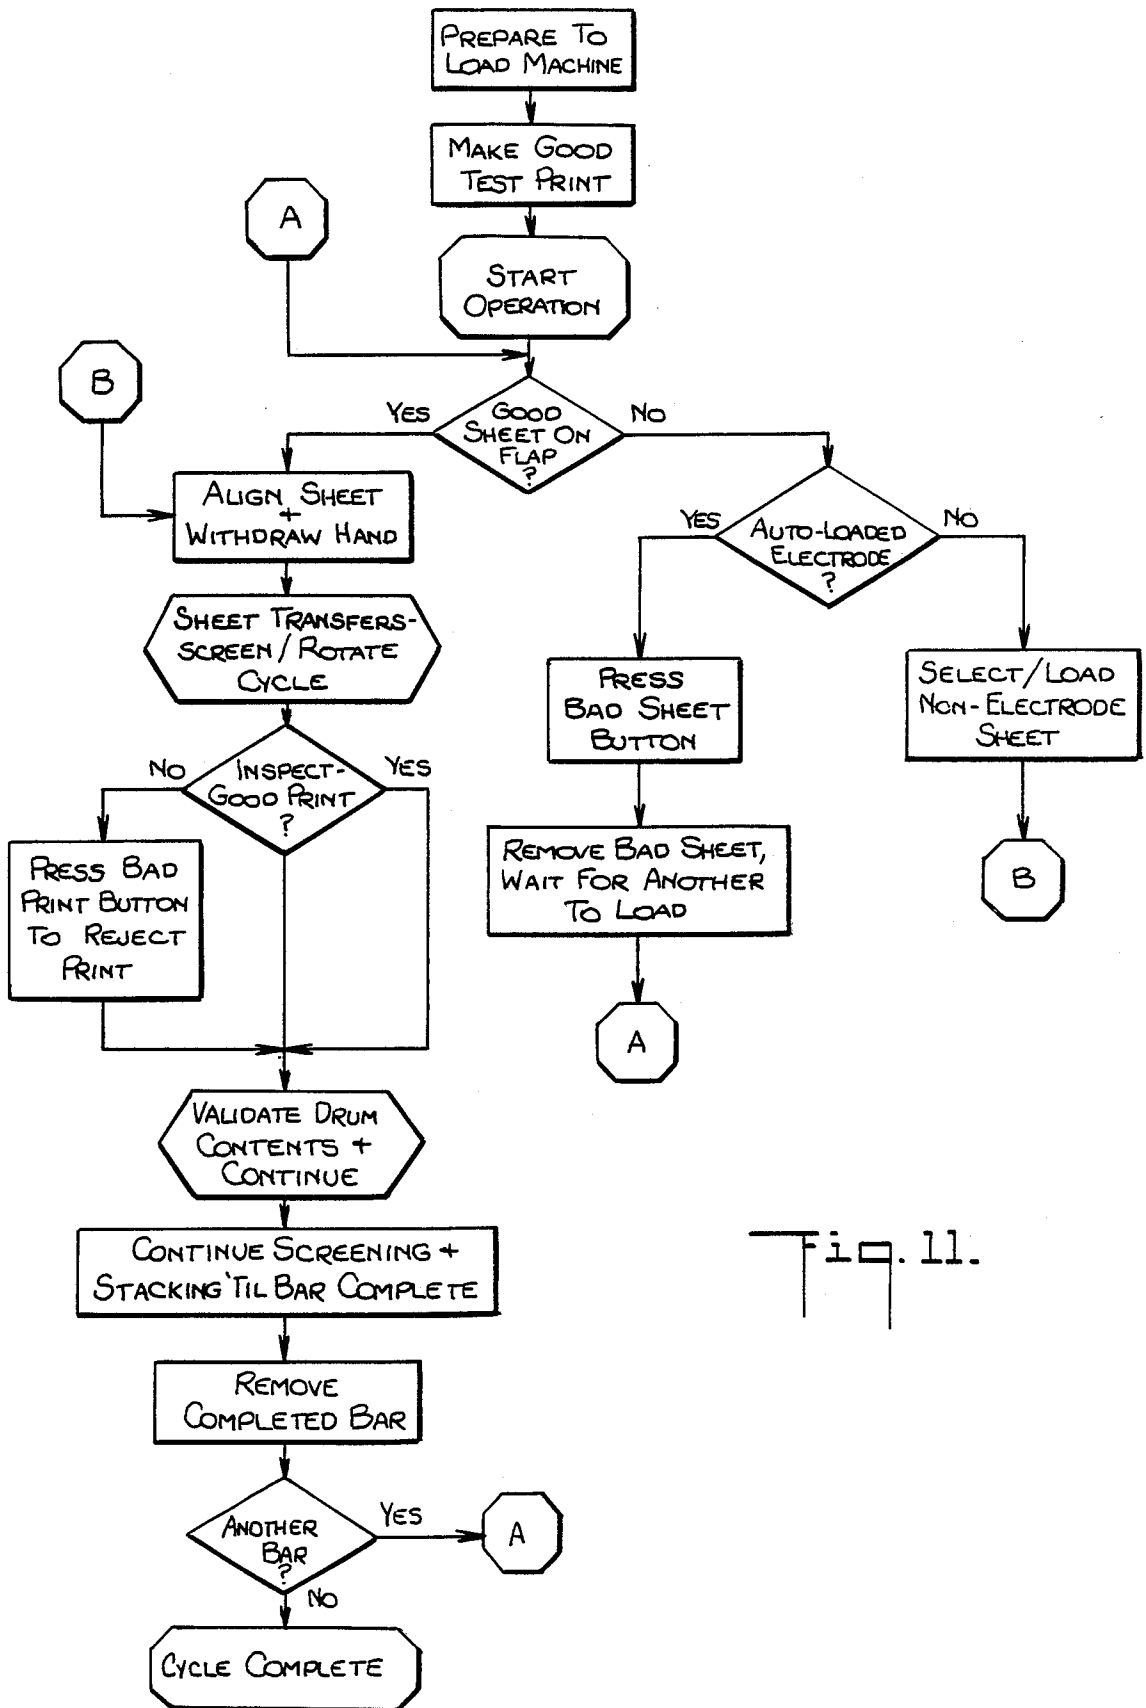 PREPARE TO
LOAD MACHINE
MAKE GOOD
TEST PRINT
A
START
OPERATION
B
YES
GOOD
SHEET ON
FLAP
?
NO
ALIGN SHEET
+
WITHDRAW HAND
YES
AUTO-LOADED
ELECTRODE
?
NO
SHEET TRANSFERS-
SCREEN/ROTATE
CYCLE
PRESS
BAD SHEET
BUTTON
SELECT/LOAD
NON-ELECTRODE
SHEET
NO
INSPECT-
GOOD PRINT
?
YES
PRESS BAD
PRINT BUTTON
TO REJECT
PRINT
REMOVE BAD SHEET,
WAIT FOR ANOTHER
TO LOAD
B
A
VALIDATE DRUM
CONTENTS +
CONTINUE
CONTINUE SCREENING +
STACKING 'TIL BAR COMPLETE
Fig. 11.
REMOVE
COMPLETED BAR
ANOTHER
BAR
?
YES
A
NO
CYCLE COMPLETE